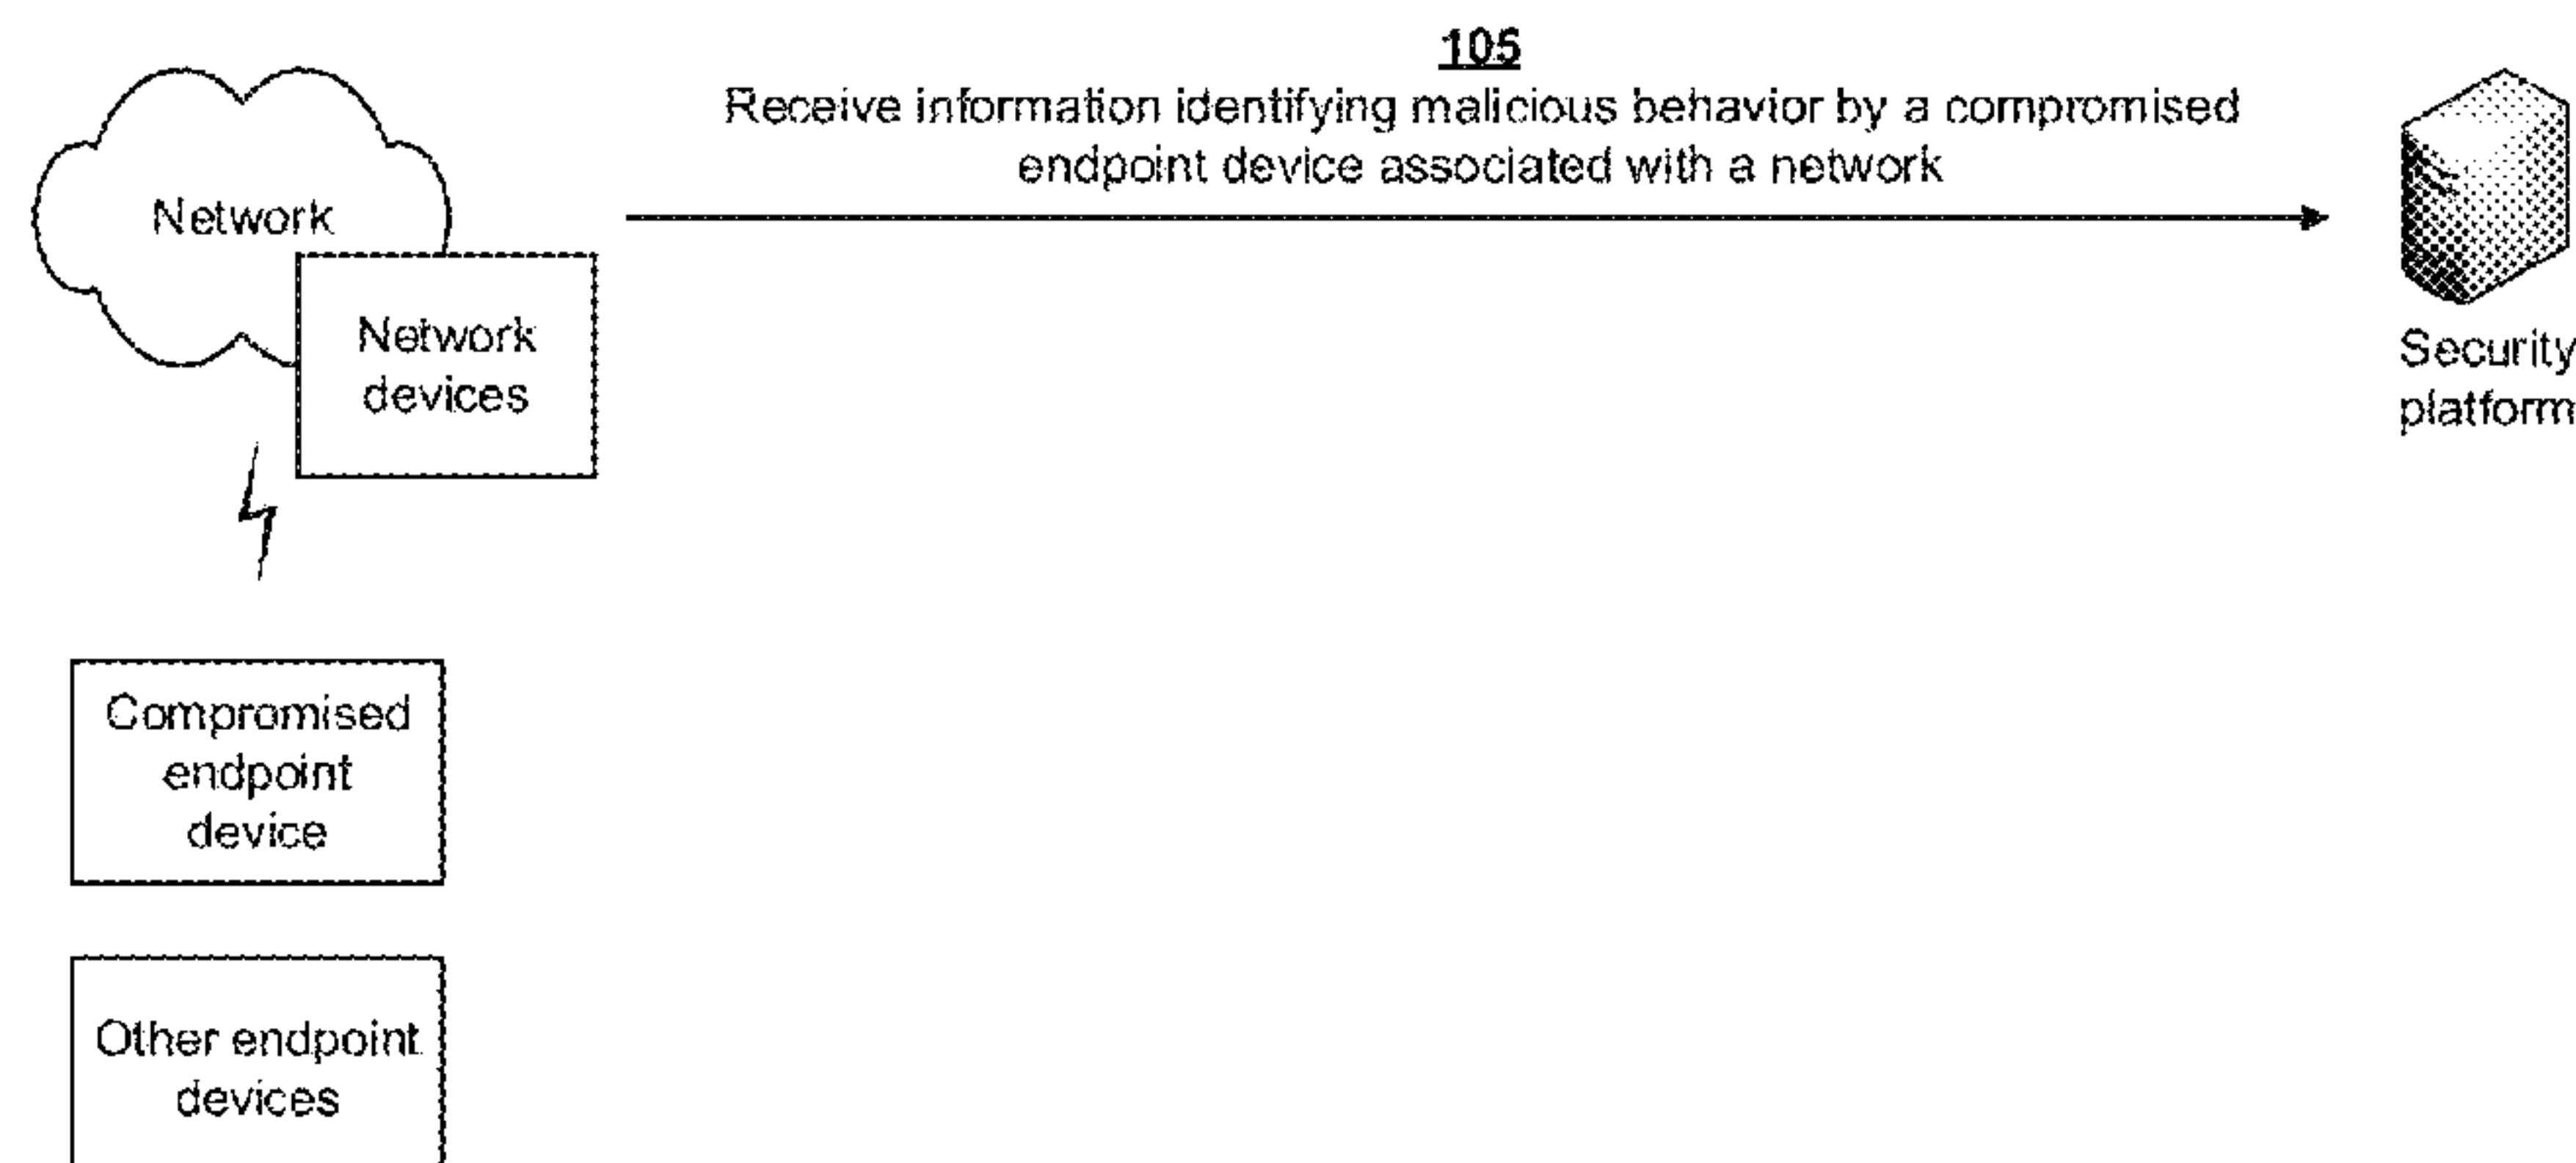 105
Receive information identifying malicious behavior by a compromised
endpoint device associated with a network
Network
Network
devices
Security
platform
Compromised
endpoint
device
Other endpoint
devices